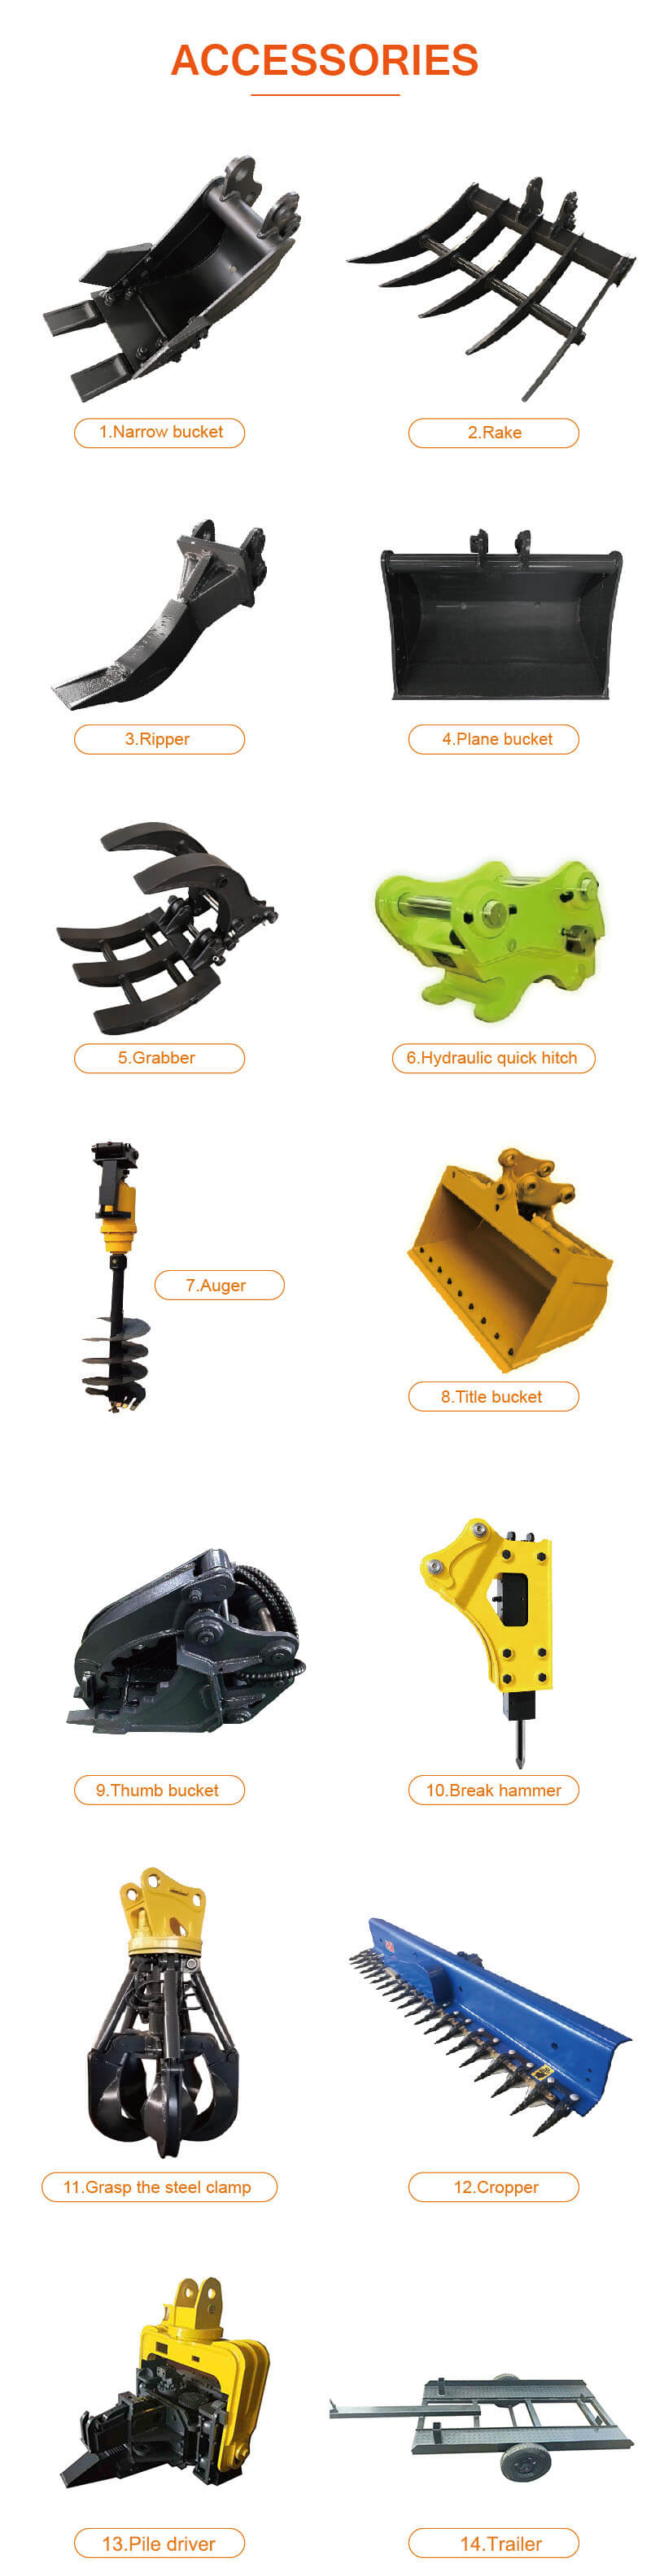 ACCESSORIES
1.Narrow bucket
2.Rake
3.Ripper
4.Plane bucket
5.Grabber
6.Hydraulic quick hitch
7.Auger
8.Title bucket
9.Thumb bucket
10.Break hammer
11.Grasp the steel clamp
12.Cropper
13.Pile driver
14.Trailer